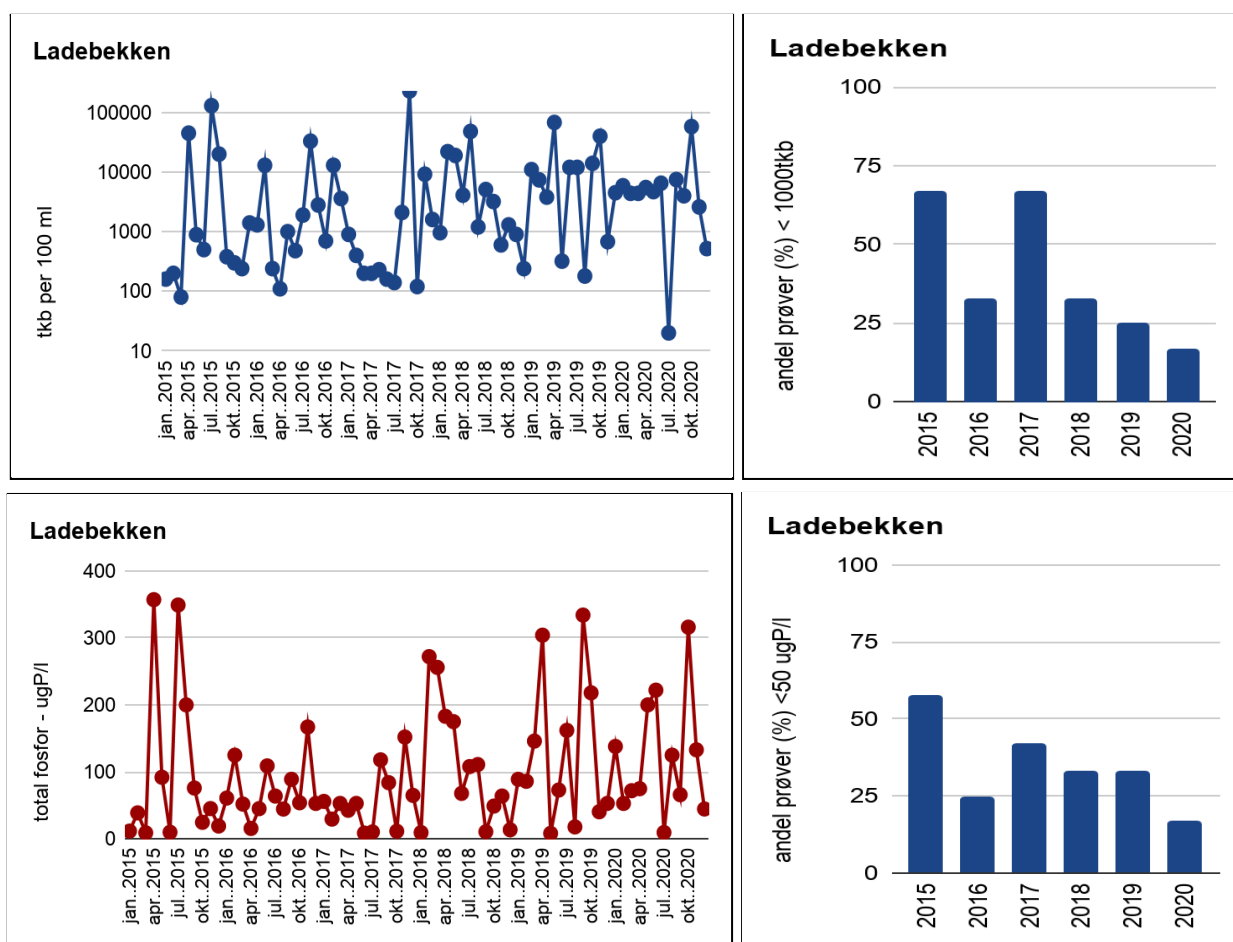 Ladebekken
tkb per 100 ml
100000
10000
1000
100
10
jan..2015
apr..2015
jul..2015
okt..2015
jan..2016
apr..2016
jul..2016
okt..2016
jan..2017
apr..2017
jul..2017
okt..2017
jan..2018
apr..2018
jul..2018
okt..2018
jan..2019
apr..2019
jul..2019
okt..2019
jan..2020
apr..2020
jul..2020
okt..2020
Ladebekken
andel prøver (%) < 1000tkb
100
75
50
25
0
2015
2016
2017
2018
2019
2020
Ladebekken
total fosfor - ugP/l
400
300
200
100
0
jan..2015
apr..2015
jul..2015
okt..2015
jan..2016
apr..2016
jul..2016
okt..2016
jan..2017
apr..2017
jul..2017
okt..2017
jan..2018
apr..2018
jul..2018
okt..2018
jan..2019
apr..2019
jul..2019
okt..2019
jan..2020
apr..2020
jul..2020
okt..2020
Ladebekken
andel prøver (%) <50 ugP/l
100
75
50
25
0
2015
2016
2017
2018
2019
2020